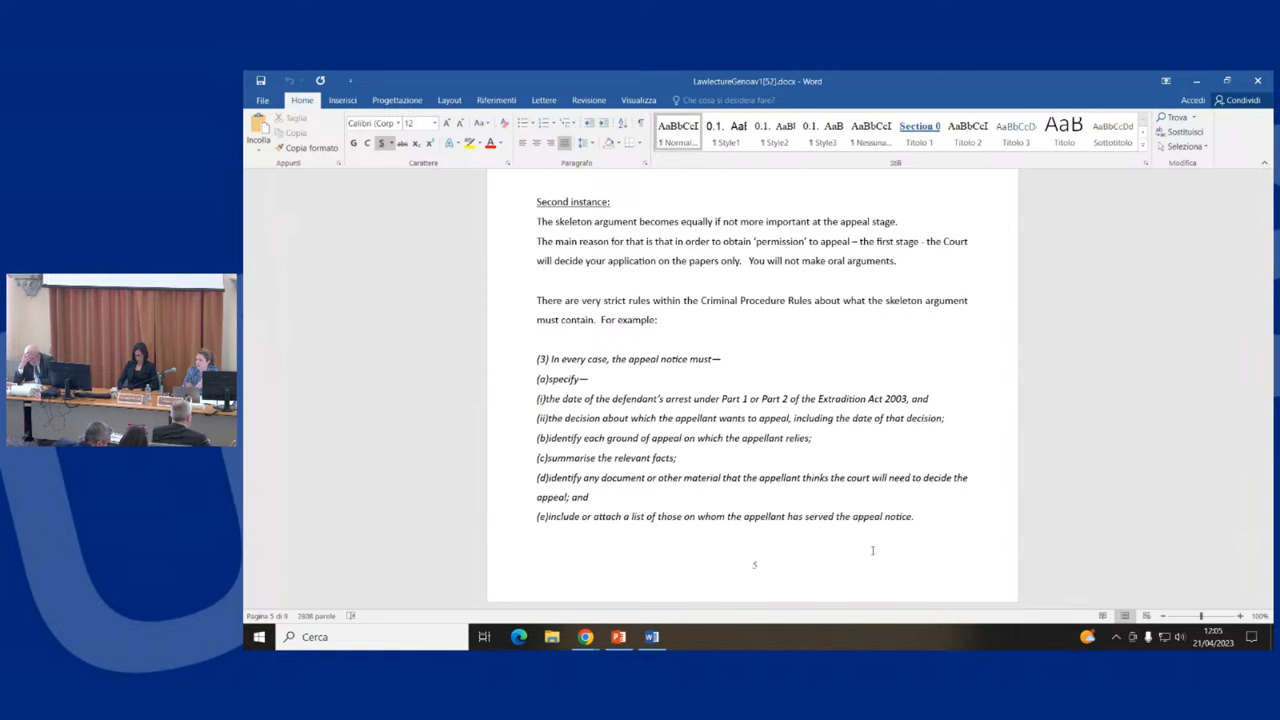 LawlectureGenoav1[52].docx - Word
File
Home
Inserisci
Progettazione
Layout
Riferimenti
Lettere
Revisione
Visualizza
Che cosa si desidera fare?
Accedi
Condividi
Incolla
Taglia
Copia
Copia formato
Appunti
Calibri (Corp
12
Carattere
Paragrafo
AaBbCcI
¶ Normal...
0.1. Aal
¶ Style1
0.1. AaBl
¶ Style2
0.1. AaB
¶ Style3
AaBbCcI
¶ Nessuna...
Section 0
Titolo 1
AaBbCc
Titolo 2
AaBbCcD
Titolo 3
AaB
Titolo
AaBbCcDd
Sottotitolo
Stili
Trova
Sostituisci
Seleziona
Modifica
Second instance:
The skeleton argument becomes equally if not more important at the appeal stage.
The main reason for that is that in order to obtain ‘permission’ to appeal – the first stage - the Court
will decide your application on the papers only. You will not make oral arguments.
There are very strict rules within the Criminal Procedure Rules about what the skeleton argument
must contain. For example:
(3) In every case, the appeal notice must—
(a)specify—
(i)the date of the defendant’s arrest under Part 1 or Part 2 of the Extradition Act 2003, and
(ii)the decision about which the appellant wants to appeal, including the date of that decision;
(b)identify each ground of appeal on which the appellant relies;
(c)summarise the relevant facts;
(d)identify any document or other material that the appellant thinks the court will need to decide the
appeal; and
(e)include or attach a list of those on whom the appellant has served the appeal notice.
5
Pagina 5 di 9
2808 parole
100%
Cerca
12:05
21/04/2023